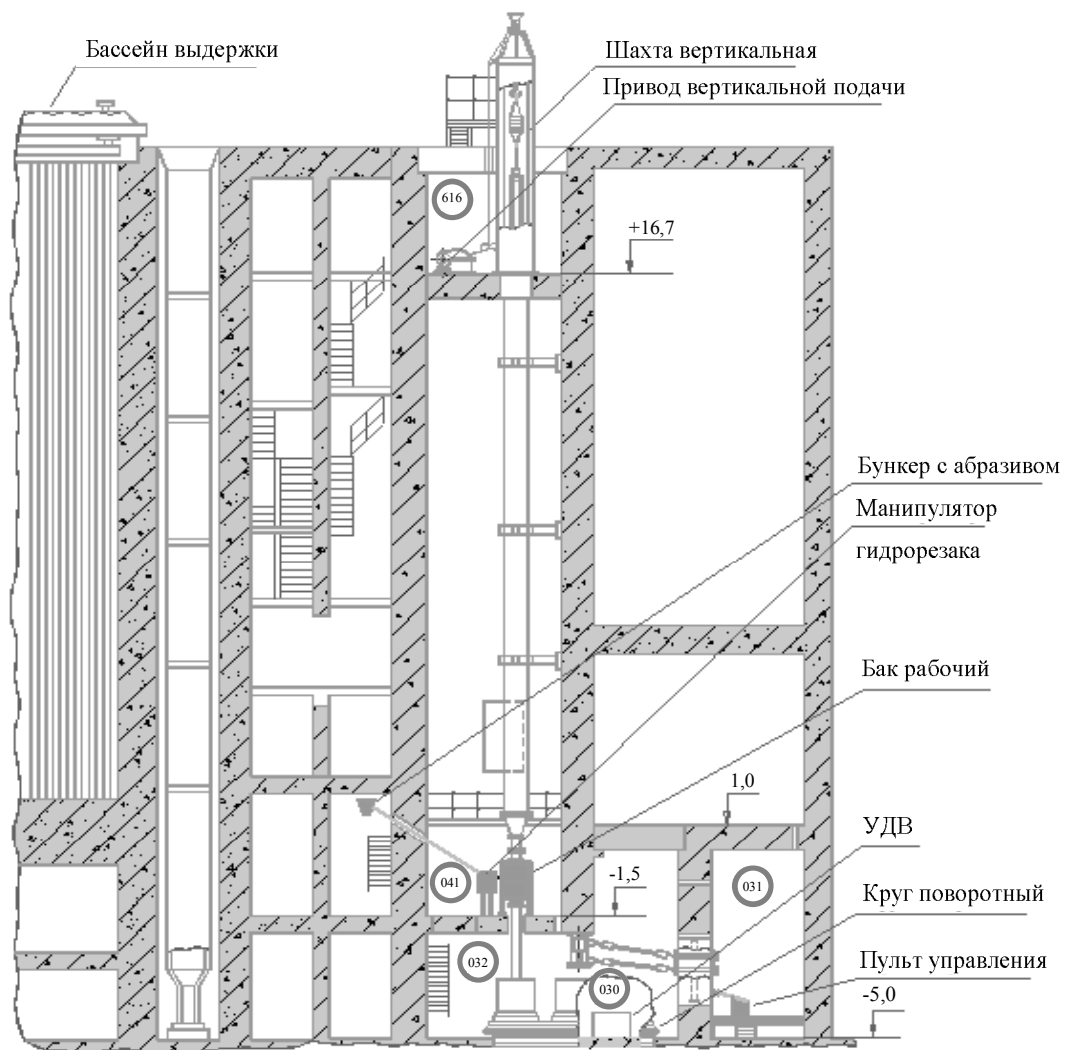 Бассейн выдержки
Шахта вертикальная
Привод вертикальной подачи
616
+16,7
Бункер с абразивом
Манипулятор
гидрорезака
Бак рабочий
1,0
УДВ
041
-1,5
031
Круг поворотный
032
030
Пульт управления
-5,0